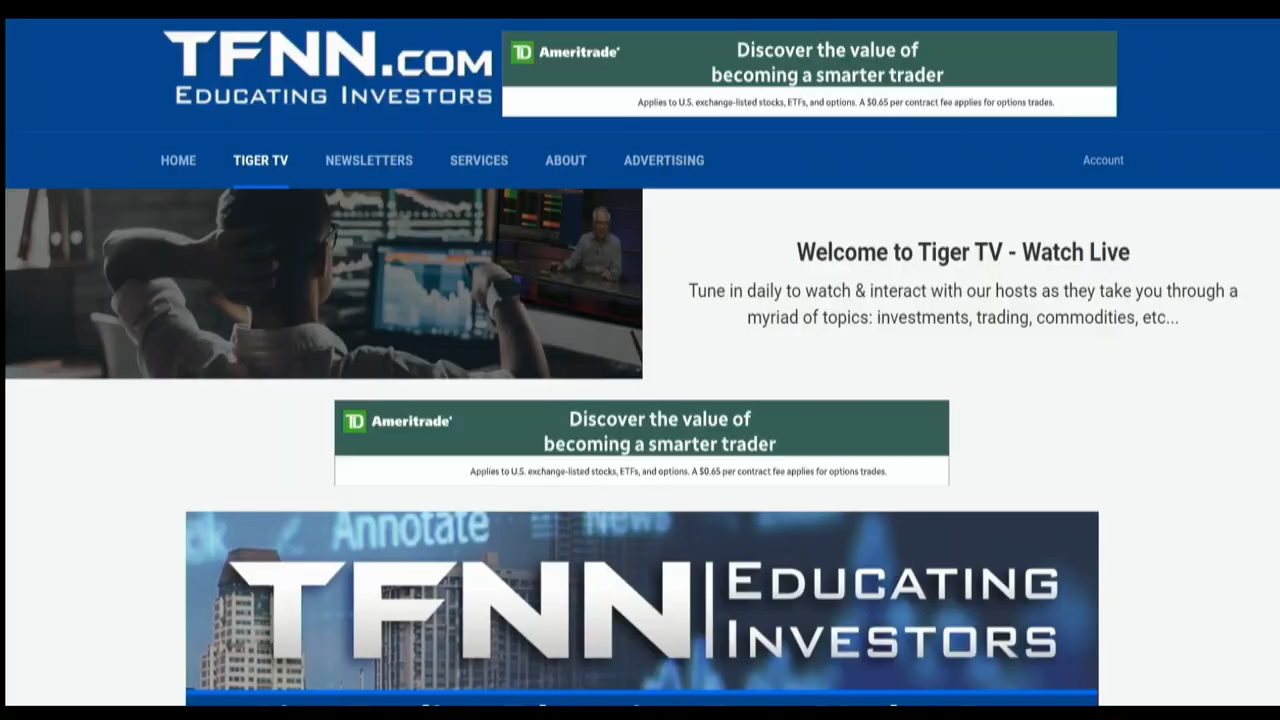 TFNN.COM
EDUCATING INVESTORS
TD Ameritrade
Discover the value of
becoming a smarter trader
Applies to U.S. exchange-listed stocks, ETFs, and options. A $0.65 per contract fee applies for options trades.
HOME TIGER TV NEWSLETTERS SERVICES ABOUT ADVERTISING Account
Welcome to Tiger TV - Watch Live
Tune in daily to watch & interact with our hosts as they take you through a
myriad of topics: investments, trading, commodities, etc...
TD Ameritrade
Discover the value of
becoming a smarter trader
Applies to U.S. exchange-listed stocks, ETFs, and options. A $0.65 per contract fee applies for options trades.
Annotate News
TFNN EDUCATING
INVESTORS